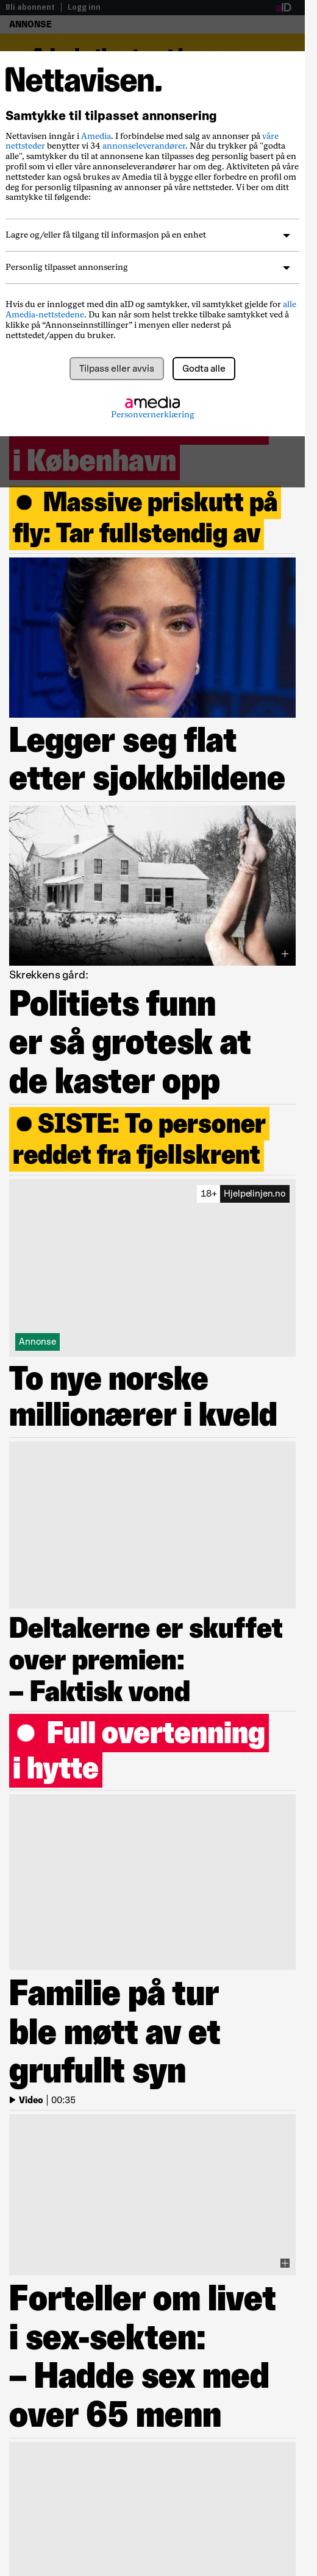 Bli abonnent | Logg inn
aID
ANNONSE
Nettavisen.
Samtykke til tilpasset annonsering
Nettavisen inngår i Amedia. I forbindelse med salg av annonser på våre
nettsteder benytter vi 34 annonseleverandører. Når du trykker på "godta
alle", samtykker du til at annonsene kan tilpasses deg personlig basert på en
profil som vi eller våre annonseleverandører har om deg. Aktiviteten på våre
nettsteder kan også brukes av Amedia til å bygge eller forbedre en profil om
deg for personlig tilpasning av annonser på våre nettsteder. Vi ber om ditt
samtykke til følgende:
Lagre og/eller få tilgang til informasjon på en enhet
Personlig tilpasset annonsering
Hvis du er innlogget med din aID og samtykker, vil samtykket gjelde for alle
Amedia-nettstedene. Du kan når som helst trekke tilbake samtykket ved å
klikke på “Annonseinnstillinger” i menyen eller nederst på
nettstedet/appen du bruker.
Tilpass eller avvis
Godta alle
amedia
Personvernerklæring
i København
● Massive priskutt på
fly: Tar fullstendig av
Legger seg flat
etter sjokkbildene
Skrekkens gård:
Politiets funn
er så grotesk at
de kaster opp
● SISTE: To personer
reddet fra fjellskrent
18+ Hjelpelinjen.no
Annonse
To nye norske
millionærer i kveld
Deltakerne er skuffet
over premien:
– Faktisk vond
● Full overtenning
i hytte
Familie på tur
ble møtt av et
grufullt syn
Video | 00:35
Forteller om livet
i sex-sekten:
– Hadde sex med
over 65 menn